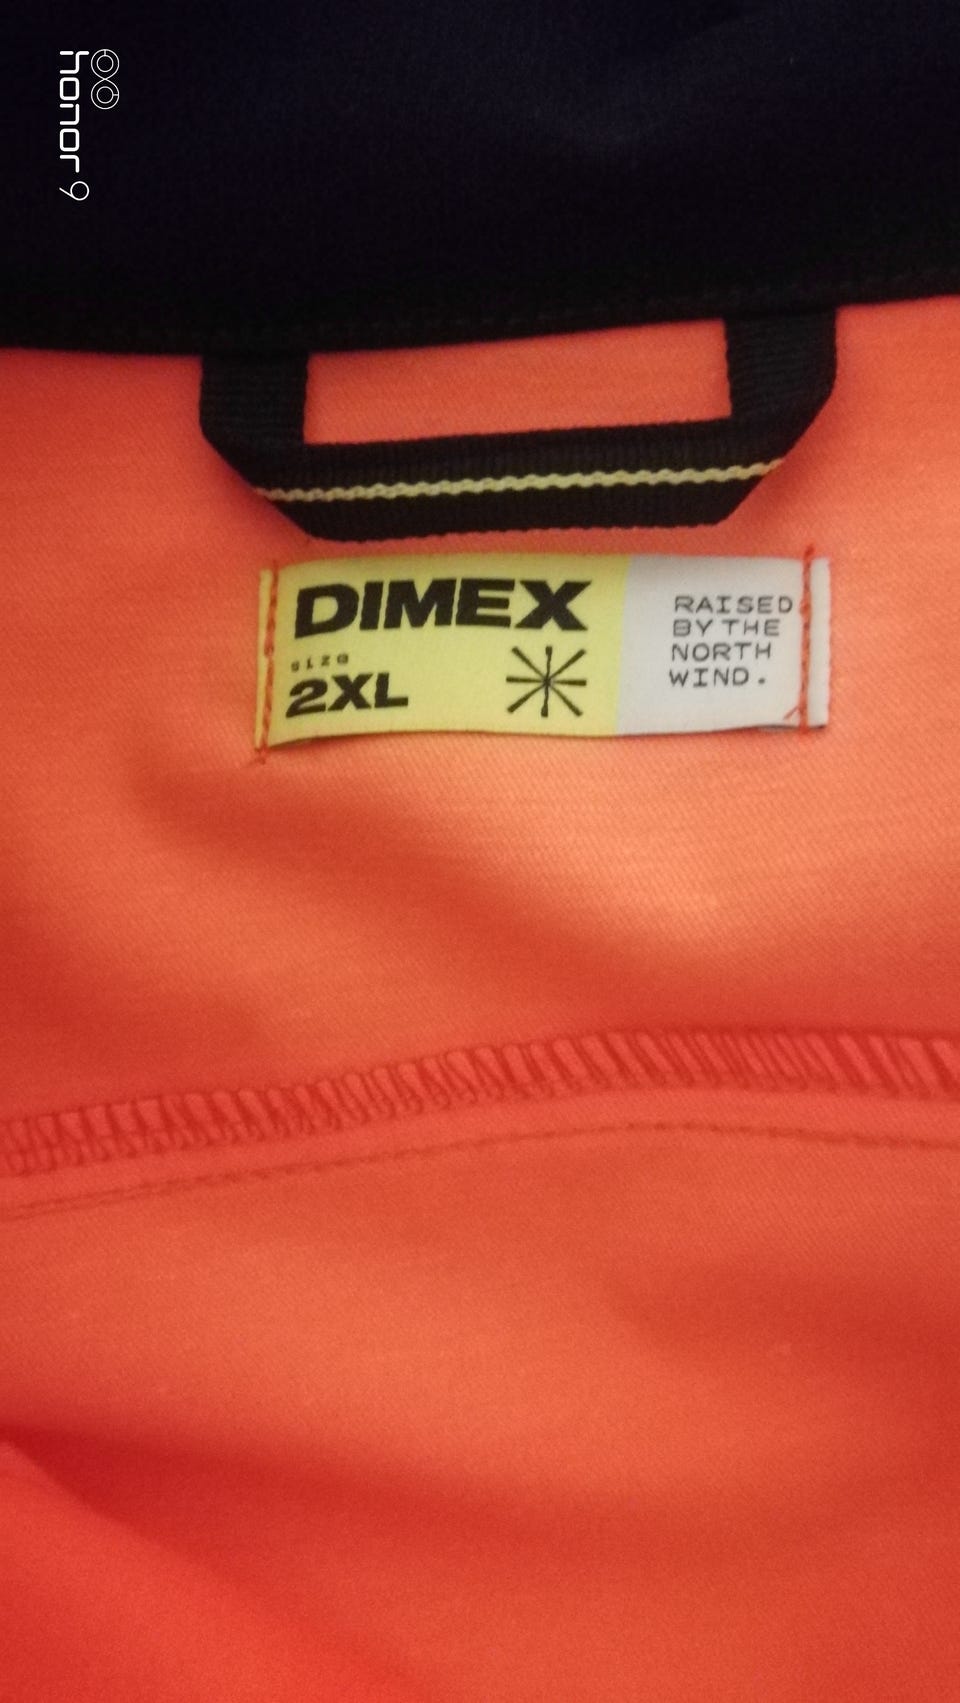 honor 9
DIMEX
SIZE
2XL
RAISED
BY THE
NORTH
WIND.